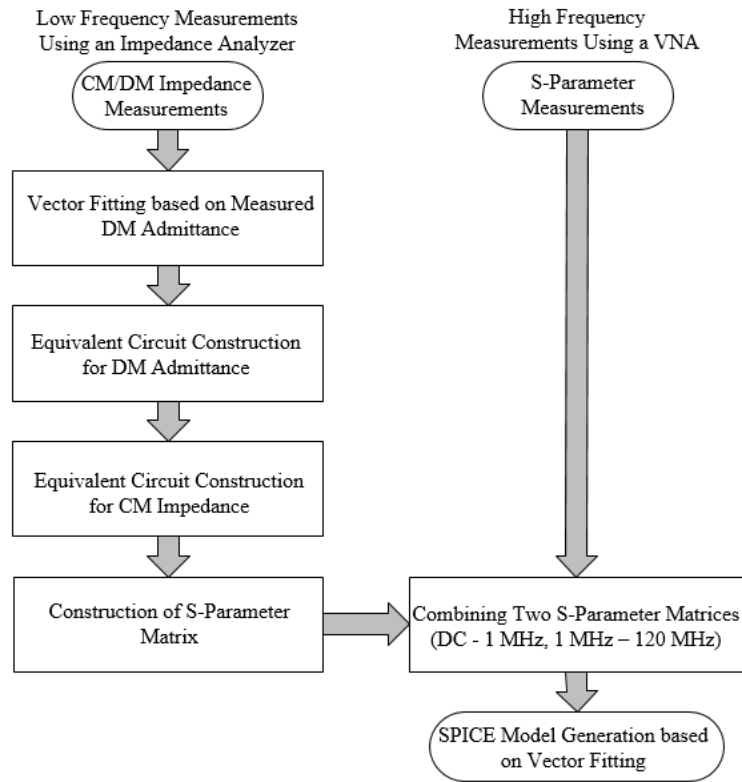 Low Frequency Measurements
Using an Impedance Analyzer
CM/DM Impedance
Measurements
Vector Fitting based on Measured
DM Admittance
Equivalent Circuit Construction
for DM Admittance
Equivalent Circuit Construction
for CM Impedance
Construction of S-Parameter
Matrix
High Frequency
Measurements Using a VNA
S-Parameter
Measurements
Combining Two S-Parameter Matrices
(DC - 1 MHz, 1 MHz – 120 MHz)
SPICE Model Generation based
on Vector Fitting